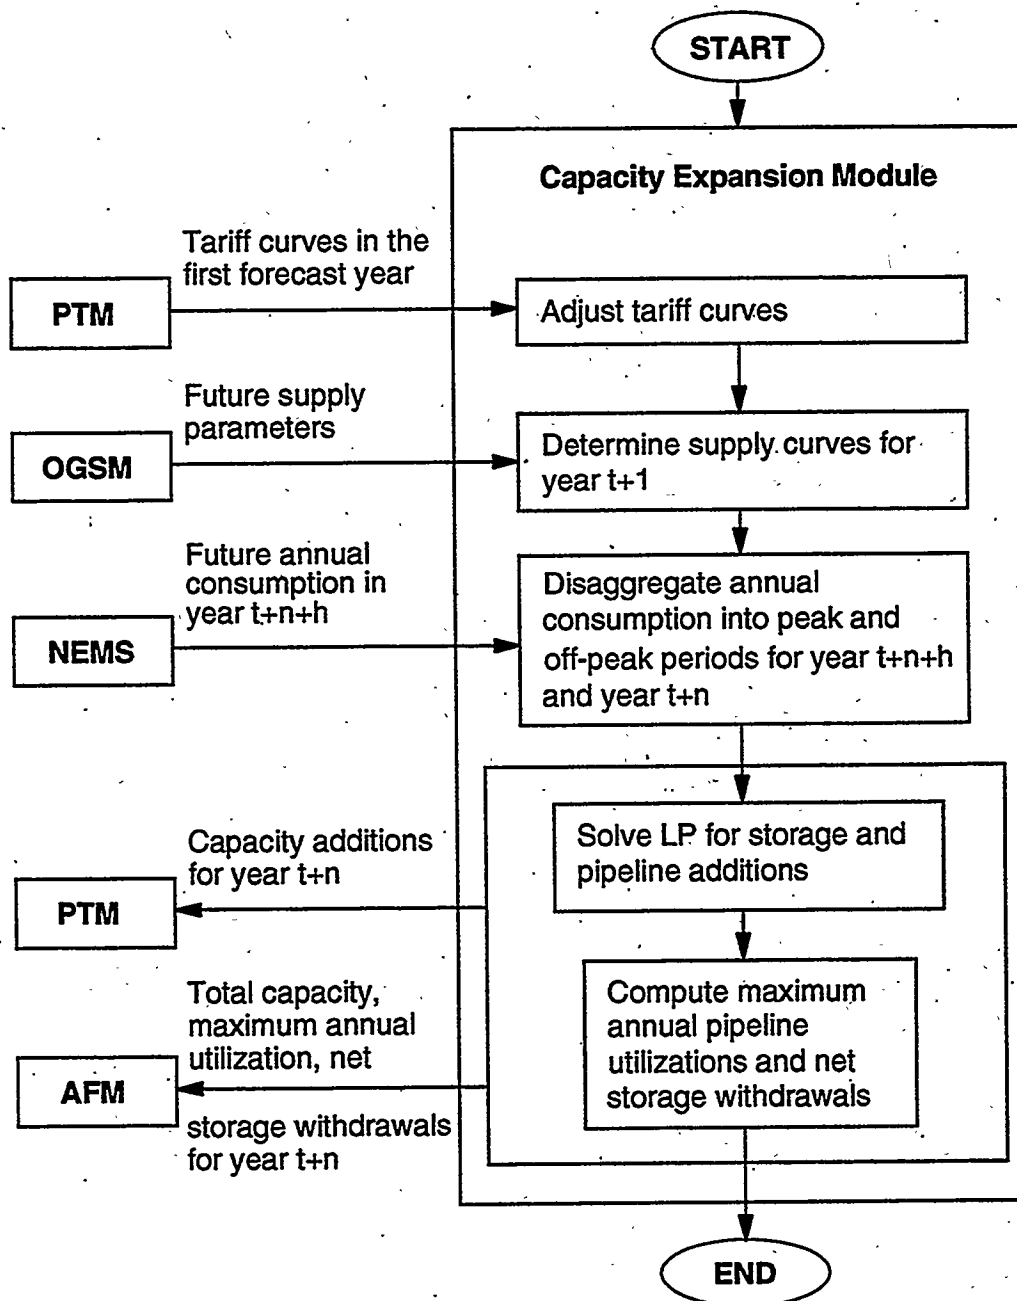 START
Capacity Expansion Module
Tariff curves in the
first forecast year
PTM
Adjust tariff curves
Future supply
parameters
OGSM
Determine supply curves for
year t+1
Future annual
consumption in
year t+n+h
NEMS
Disaggregate annual
consumption into peak and
off-peak periods for year t+n+h
and year t+n
Solve LP for storage and
pipeline additions
Capacity additions
for year t+n
PTM
Compute maximum
annual pipeline
utilizations and net
storage withdrawals
Total capacity,
maximum annual
utilization, net
AFM
storage withdrawals
for year t+n
END